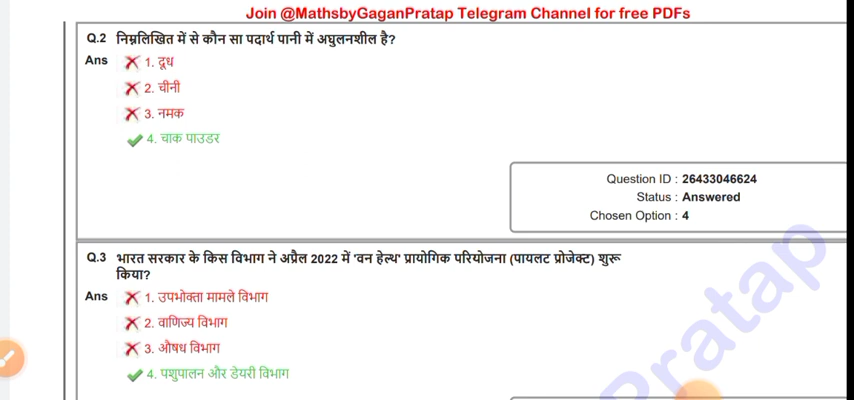 Join @MathsbyGaganPratap Telegram Channel for free PDFs
Q.2 निम्नलिखित में से कौन सा पदार्थ पानी में अघुलनशील है?
Ans 1. दूध
2. चीनी
3. नमक
4. चाक पाउडर
Question ID : 26433046624
Status : Answered
Chosen Option : 4
Q.3 भारत सरकार के किस विभाग ने अप्रैल 2022 में 'वन हेल्थ' प्रायोगिक परियोजना (पायलट प्रोजेक्ट) शुरू
किया?
Ans 1. उपभोक्ता मामले विभाग
2. वाणिज्य विभाग
3. औषध विभाग
4. पशुपालन और डेयरी विभाग
Pratap